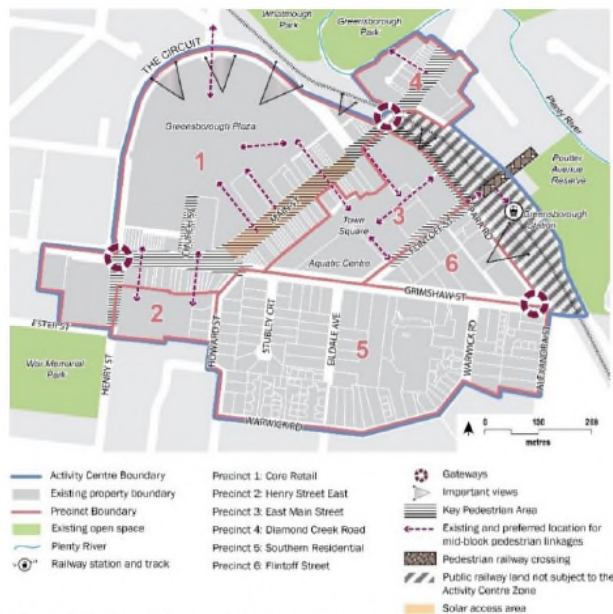 Whatmough
Park
Greensborough
Park
THE CIRCUIT
4
Plenty River
Greensborough Plaza
1
Poulter
Avenue
Reserve
MAIN ST
3
Town
Square
Greensborough
Station
FLINTOFF ST
PARA RD
Aquatic Centre
6
GRIMSHAW ST
2
HENRY ST
War Memorial
Park
HOWARD ST
STUBLEY CRT
EILDALE AVE
5
WARWICK RD
ALEXANDRA ST
WARWICK RD
0
metres
Activity Centre Boundary
Existing property boundary
Precinct Boundary
Existing open space
Plenty River
Railway station and track
Precinct 1: Core Retail
Precinct 2: Henry Street East
Precinct 3: East Main Street
Precinct 4: Diamond Creek Road
Precinct 5: Southern Residential
Precinct 6: Flintoff Street
Gateways
Important views
Key Pedestrian Area
Existing and preferred location for
mid-block pedestrian linkages
Pedestrian railway crossing
Public railway land not subject to the
Activity Centre Zone
Solar access area